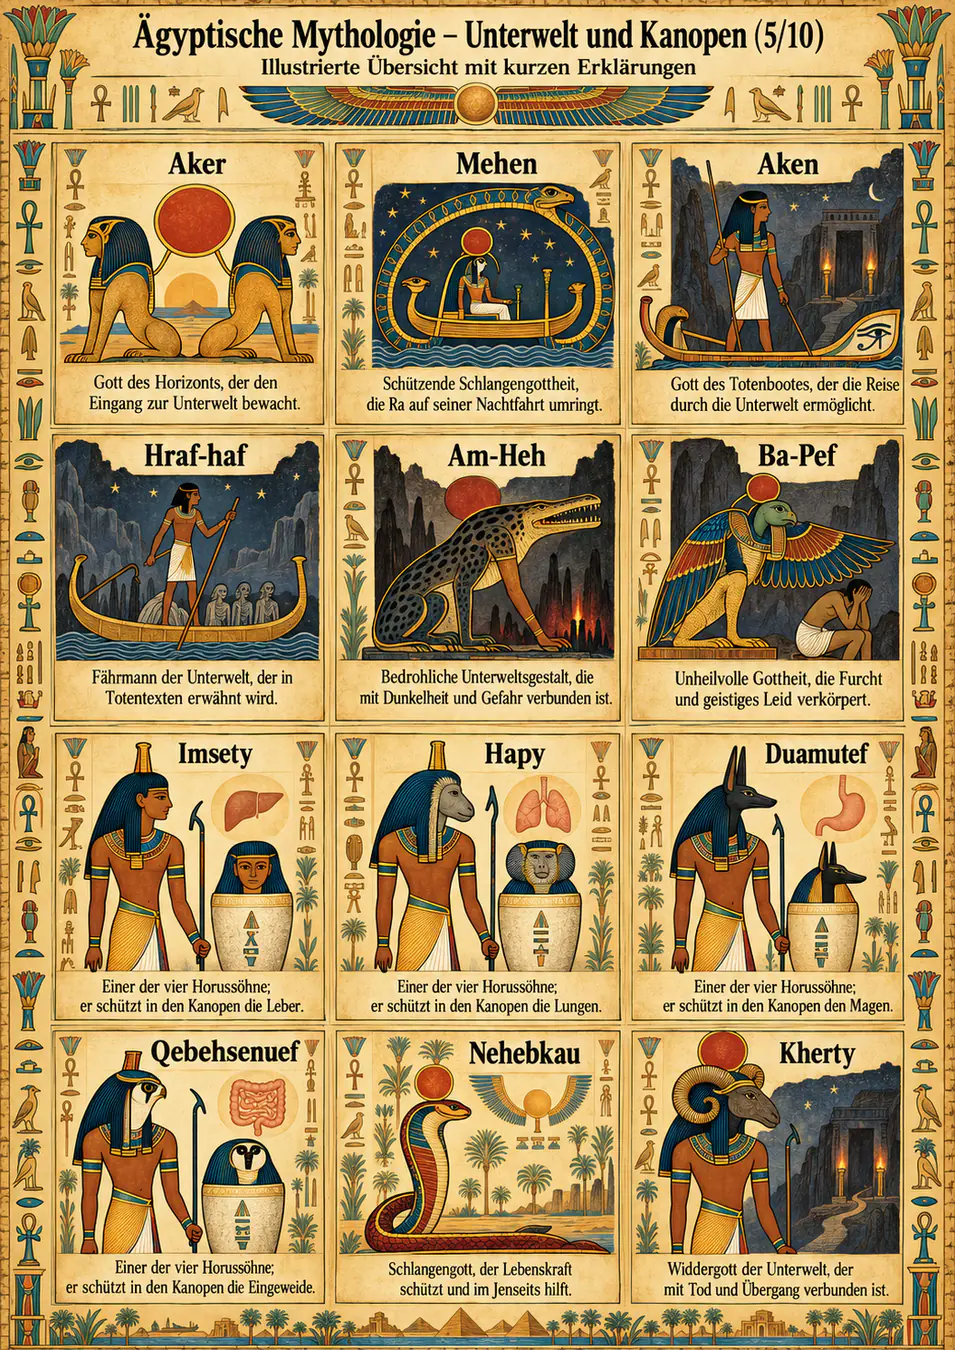 Ägyptische Mythologie – Unterwelt und Kanopen (5/10)
Illustrierte Übersicht mit kurzen Erklärungen
Aker
Gott des Horizonts, der den
Eingang zur Unterwelt bewacht.
Mehen
Schützende Schlangengottheit,
die Ra auf seiner Nachtfahrt umringt.
Aken
Gott des Totenbootes, der die Reise
durch die Unterwelt ermöglicht.
Hraf-haf
Fährmann der Unterwelt, der in
Totentexten erwähnt wird.
Am-Heh
Bedrohliche Unterweltsgestalt, die
mit Dunkelheit und Gefahr verbunden ist.
Ba-Pef
Unheilvolle Gottheit, die Furcht
und geistiges Leid verkörpert.
Imsety
Einer der vier Horussöhne;
er schützt in den Kanopen die Leber.
Hapy
Einer der vier Horussöhne;
er schützt in den Kanopen die Lungen.
Duamutef
Einer der vier Horussöhne;
er schützt in den Kanopen den Magen.
Qebehsenuef
Einer der vier Horussöhne;
er schützt in den Kanopen die Eingeweide.
Nehebkau
Schlangengott, der Lebenskraft
schützt und im Jenseits hilft.
Kherty
Widdergott der Unterwelt, der
mit Tod und Übergang verbunden ist.